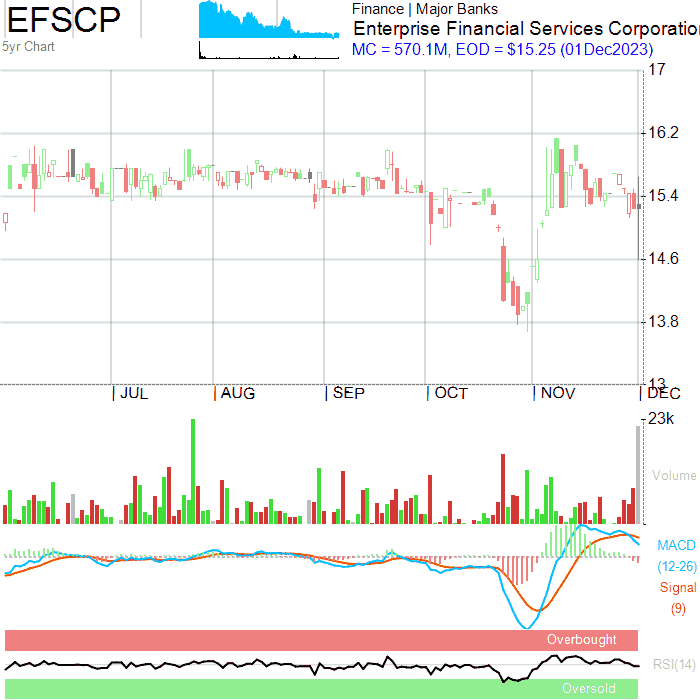 EFSCP
5yr Chart
Finance | Major Banks
Enterprise Financial Services Corporatio
MC = 570.1M, EOD = $15.25 (01Dec2023)
17
16.2
15.4
14.6
13.8
13
JUL
AUG
SEP
OCT
NOV
DEC
23k
Volume
MACD
(12-26)
Signal
(9)
Overbought
RSI(14)
Oversold